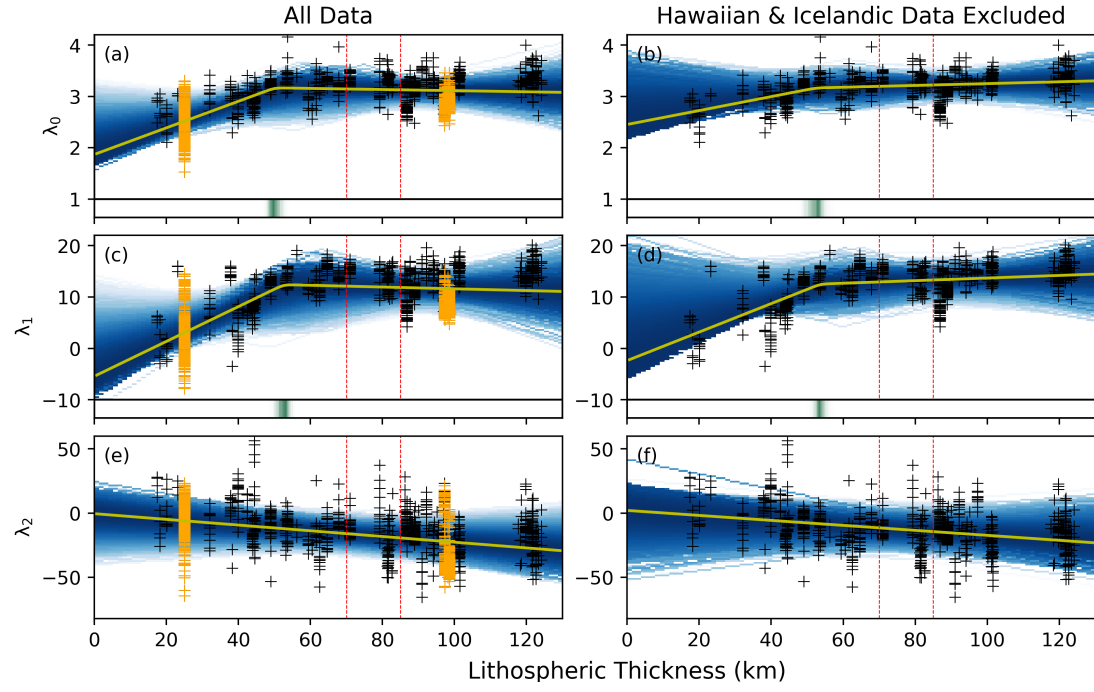 All Data
Hawaiian & Icelandic Data Excluded
(a)
4
3
2
1
λ0
(b)
4
3
2
1
(c)
20
10
0
−10
λ1
(d)
20
10
0
−10
(e)
50
0
−50
λ2
(f)
50
0
−50
0 20 40 60 80 100 120
0 20 40 60 80 100 120
Lithospheric Thickness (km)